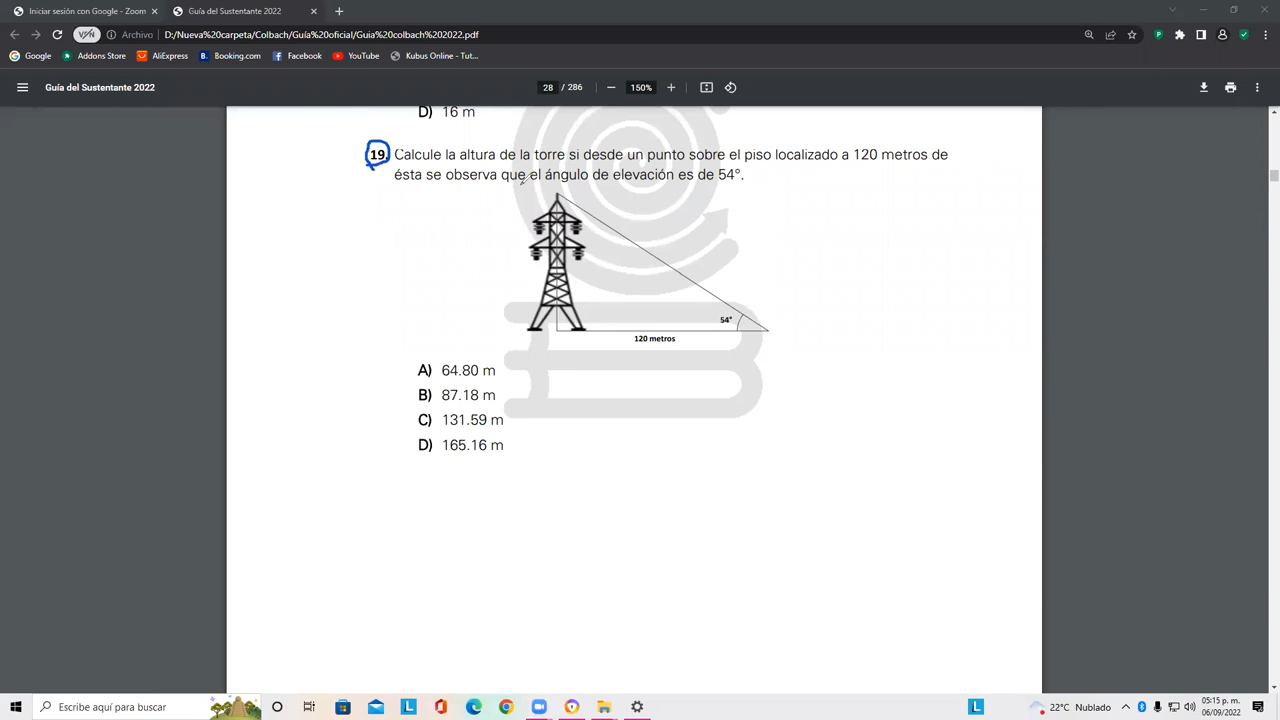 Iniciar sesión con Google - Zoom
Guía del Sustentante 2022
Archivo
D:/Nueva%20carpeta/Colbach/Guía%20oficial/Guia%20colbach%202022.pdf
Google
Addons Store
AliExpress
Booking.com
Facebook
YouTube
Kubus Online - Tut...
Guía del Sustentante 2022
28 / 286
150%
D) 16 m
19. Calcule la altura de la torre si desde un punto sobre el piso localizado a 120 metros de
ésta se observa que el ángulo de elevación es de 54°.
54°
120 metros
A) 64.80 m
B) 87.18 m
C) 131.59 m
D) 165.16 m
Escribe aquí para buscar
22°C Nublado
05:15 p. m.
06/09/2022